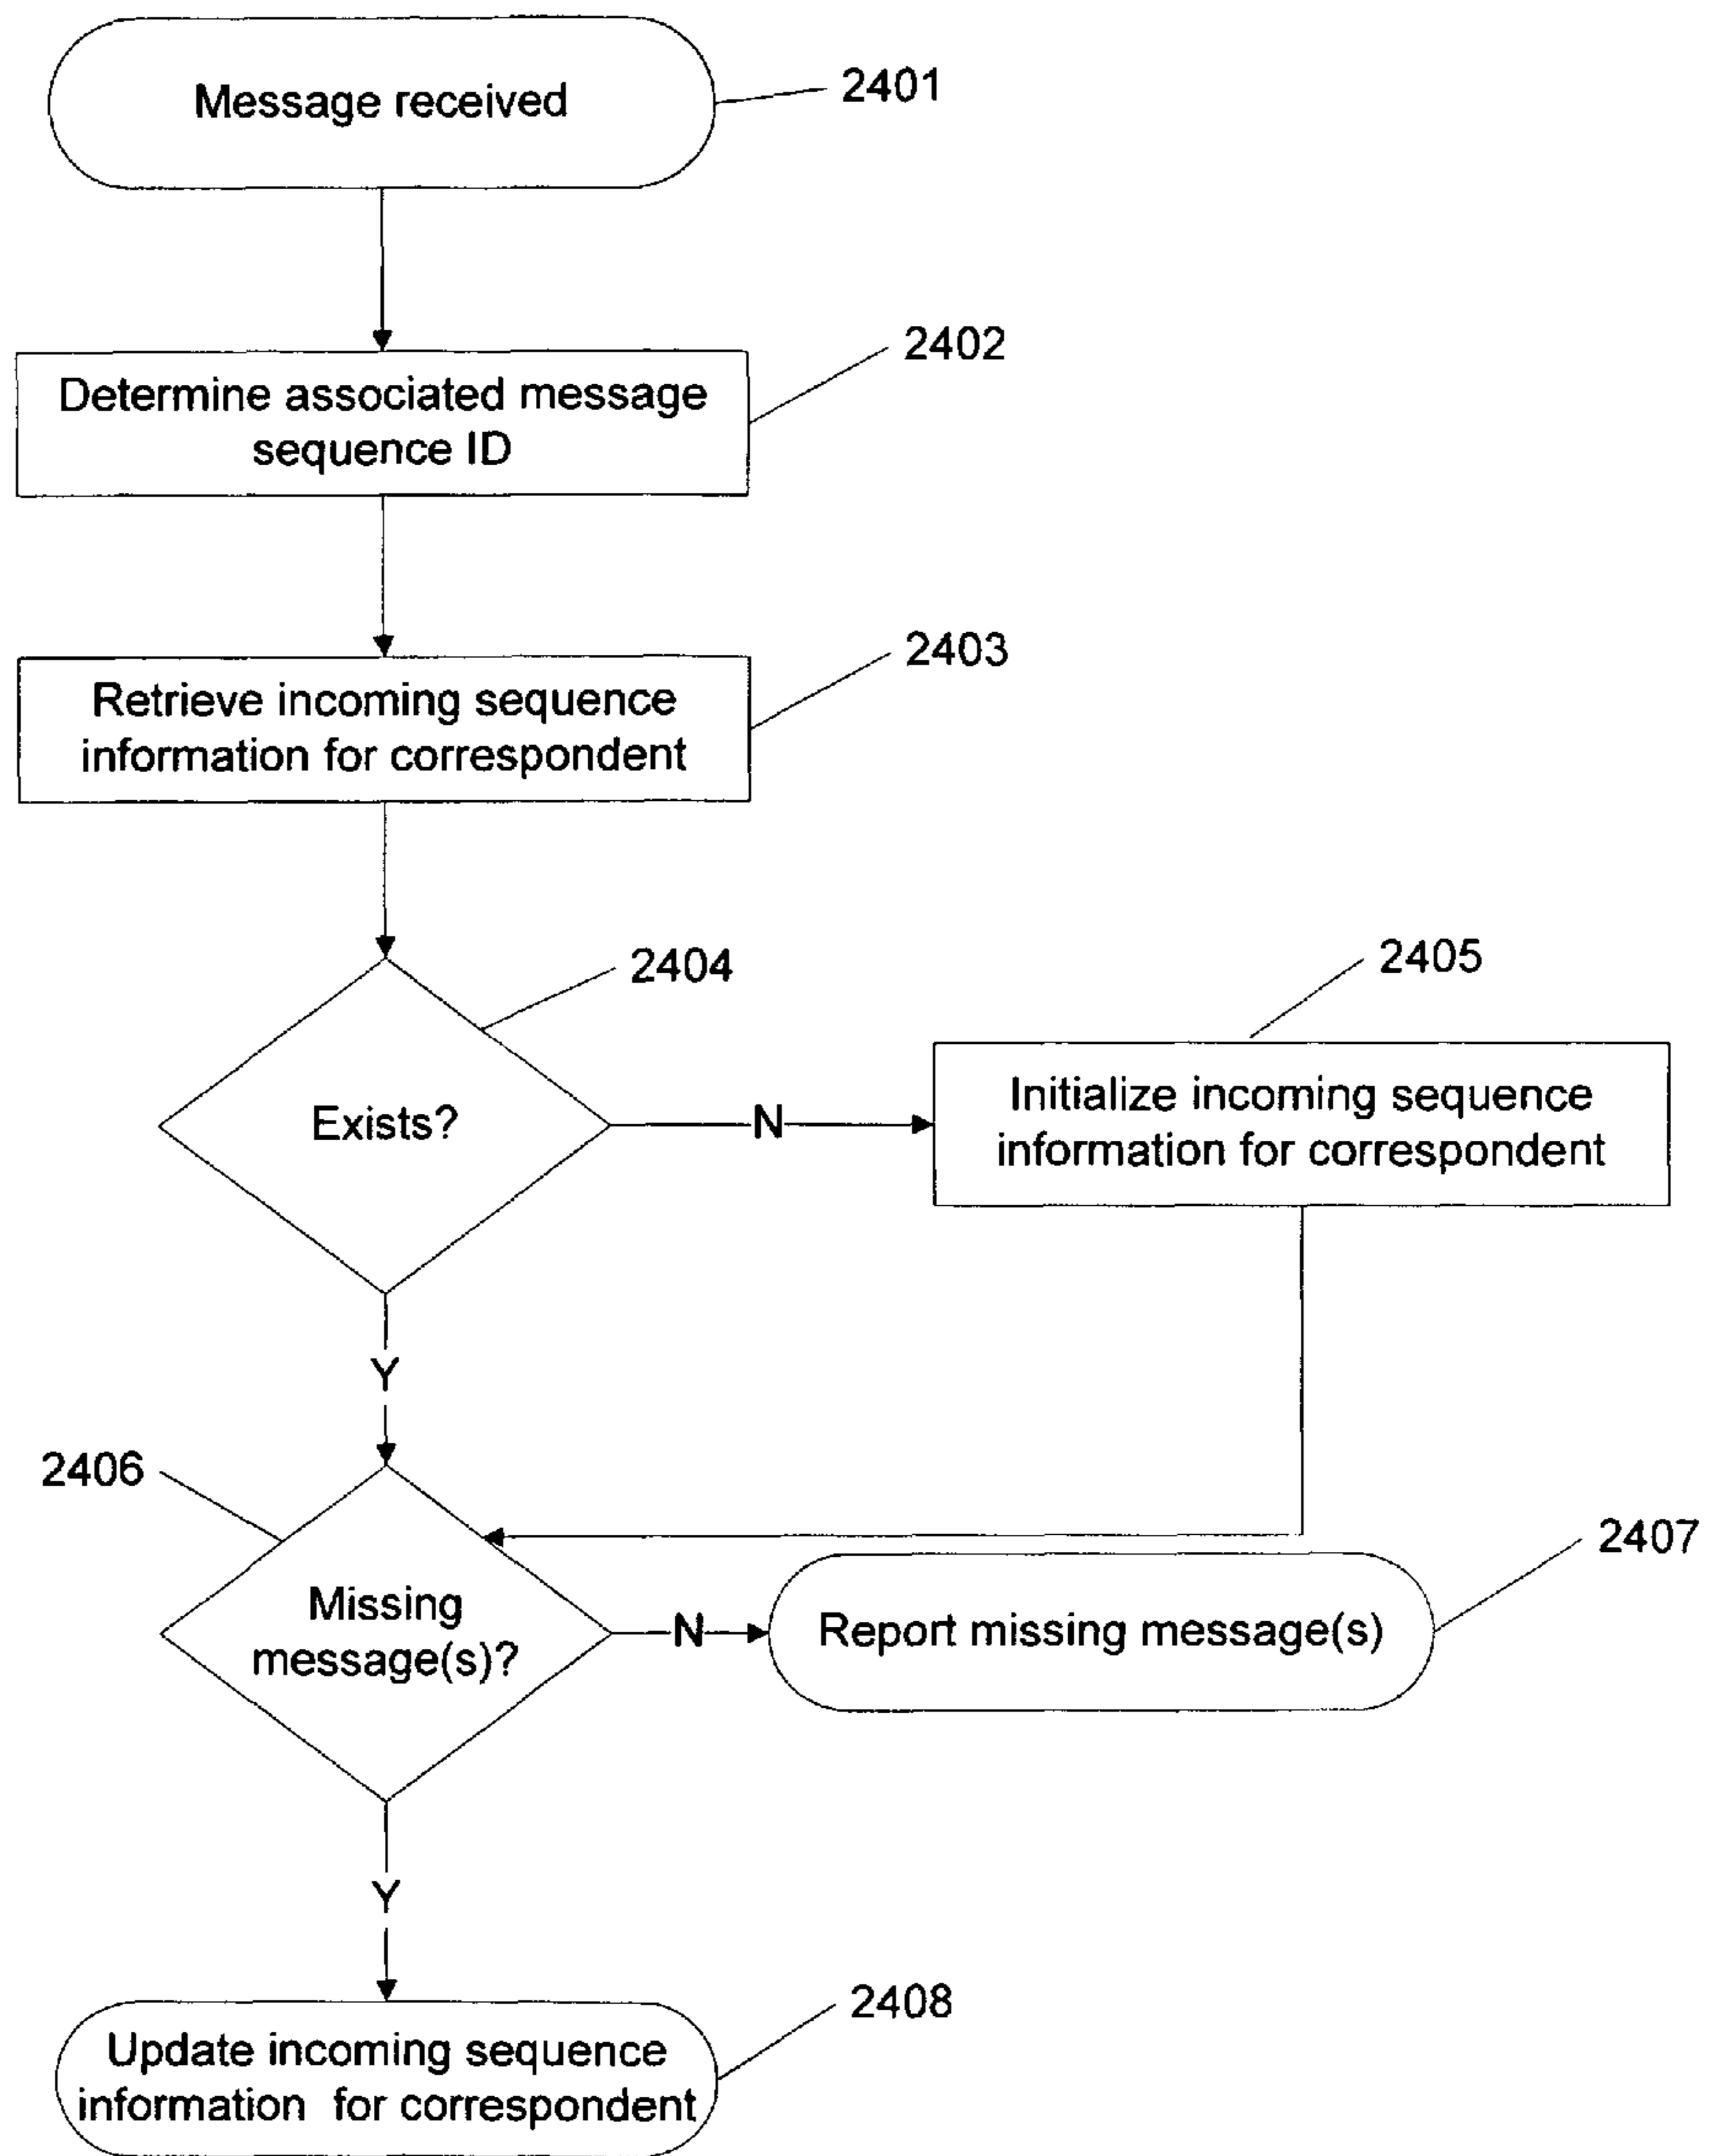 Message received
2401
2402
Determine associated message
sequence ID
2403
Retrieve incoming sequence
information for correspondent
2404
2405
Exists?
N
Initialize incoming sequence
information for correspondent
Y
2406
2407
Missing
message(s)?
N
Report missing message(s)
Y
2408
Update incoming sequence
information for correspondent